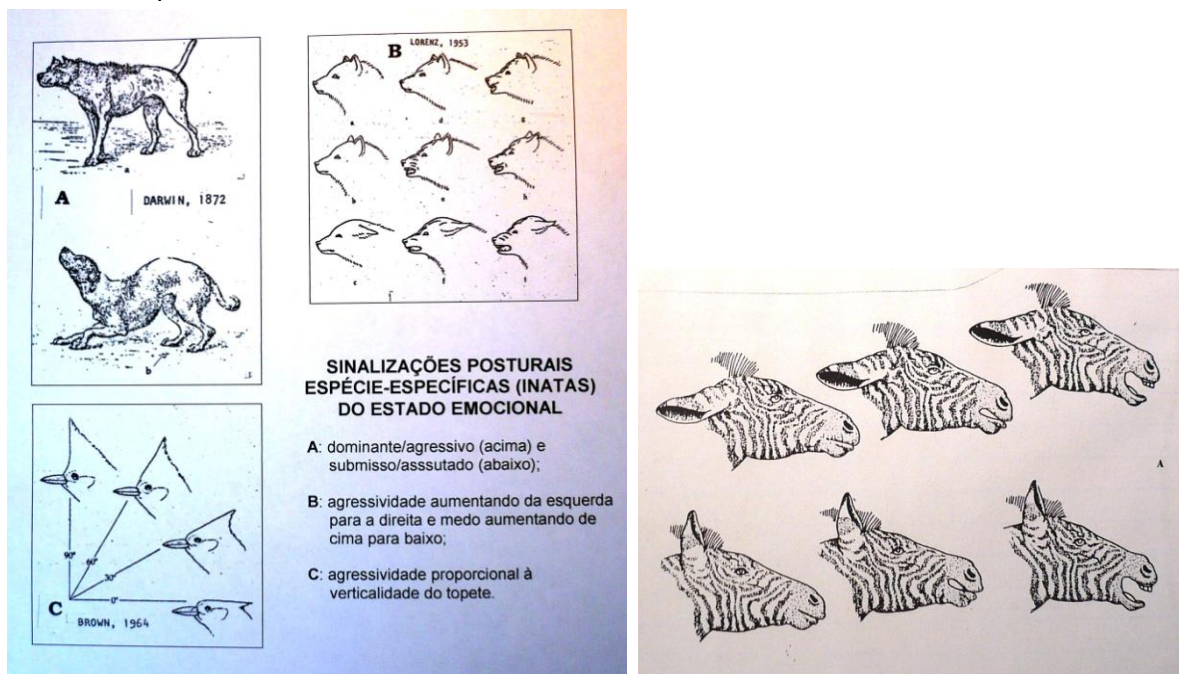 A
DARWIN, 1872
a
b
B LORENZ, 1953
a
d
g
b
e
h
c
f
SINALIZAÇÕES POSTURAIS
ESPÉCIE-ESPECÍFICAS (INATAS)
DO ESTADO EMOCIONAL
A: dominante/agressivo (acima) e
submisso/asssutado (abaixo);
B: agressividade aumentando da esquerda
para a direita e medo aumentando de
cima para baixo;
C: agressividade proporcional à
verticalidade do topete.
90°
60°
30°
0°
C
BROWN, 1964
A